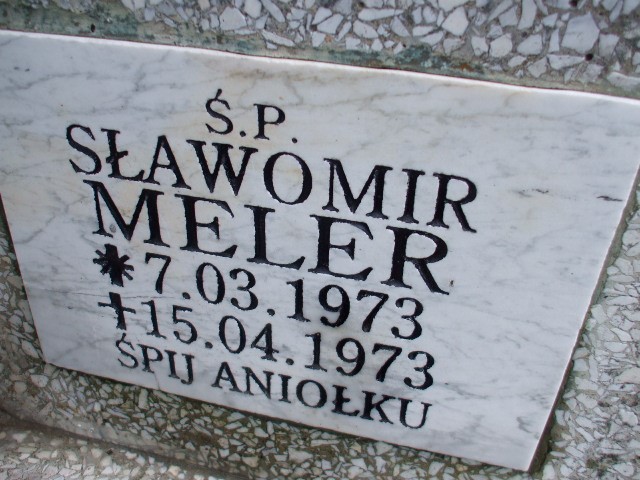 Ś.P.
SŁAWOMIR
MELER
*7.03.1973
†15.04.1973
ŚPIJ ANIOŁKU